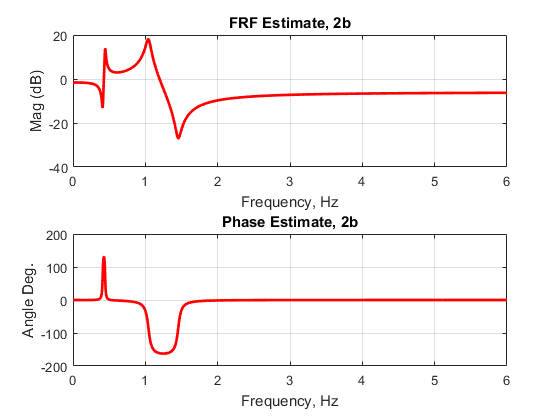 FRF Estimate, 2b
20
0
-20
-40
Mag (dB)
0 1 2 3 4 5 6
Frequency, Hz
Phase Estimate, 2b
200
100
0
-100
-200
Angle Deg.
0 1 2 3 4 5 6
Frequency, Hz